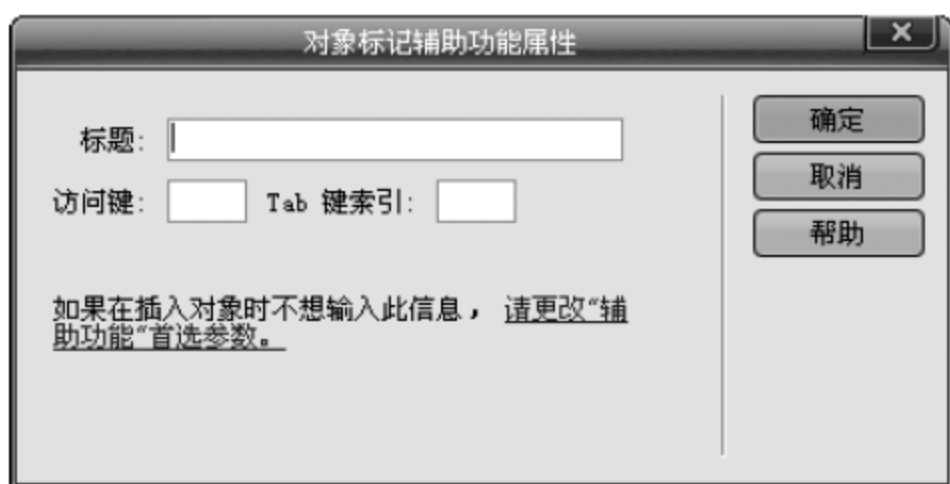 对象标记辅助功能属性
标题:
确定
访问键: Tab 键索引:
取消
帮助
如果在插入对象时不想输入此信息，请更改“辅
助功能”首选参数。